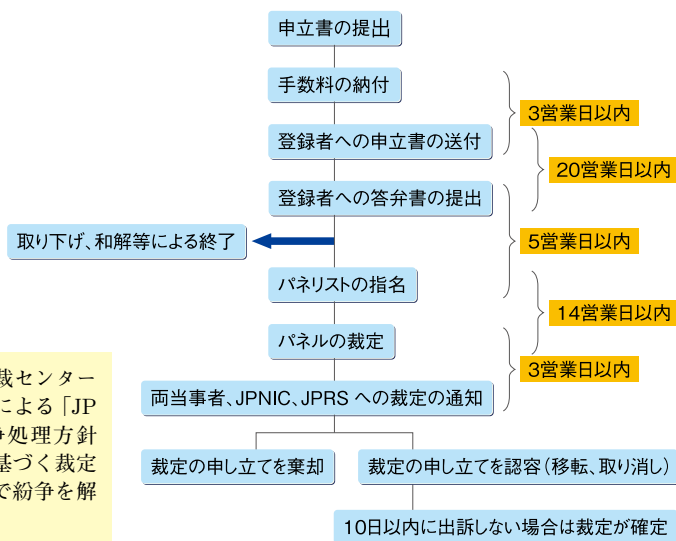 申立書の提出
手数料の納付
3営業日以内
登録者への申立書の送付
20営業日以内
登録者への答弁書の提出
取り下げ、和解等による終了
5営業日以内
パネリストの指名
14営業日以内
パネルの裁定
3営業日以内
裁センター
による「JP
処理方針
基づく裁定
で紛争を解
両当事者、JPNIC、JPRS への裁定の通知
裁定の申し立てを棄却
裁定の申し立てを認容（移転、取り消し）
10日以内に出訴しない場合は裁定が確定